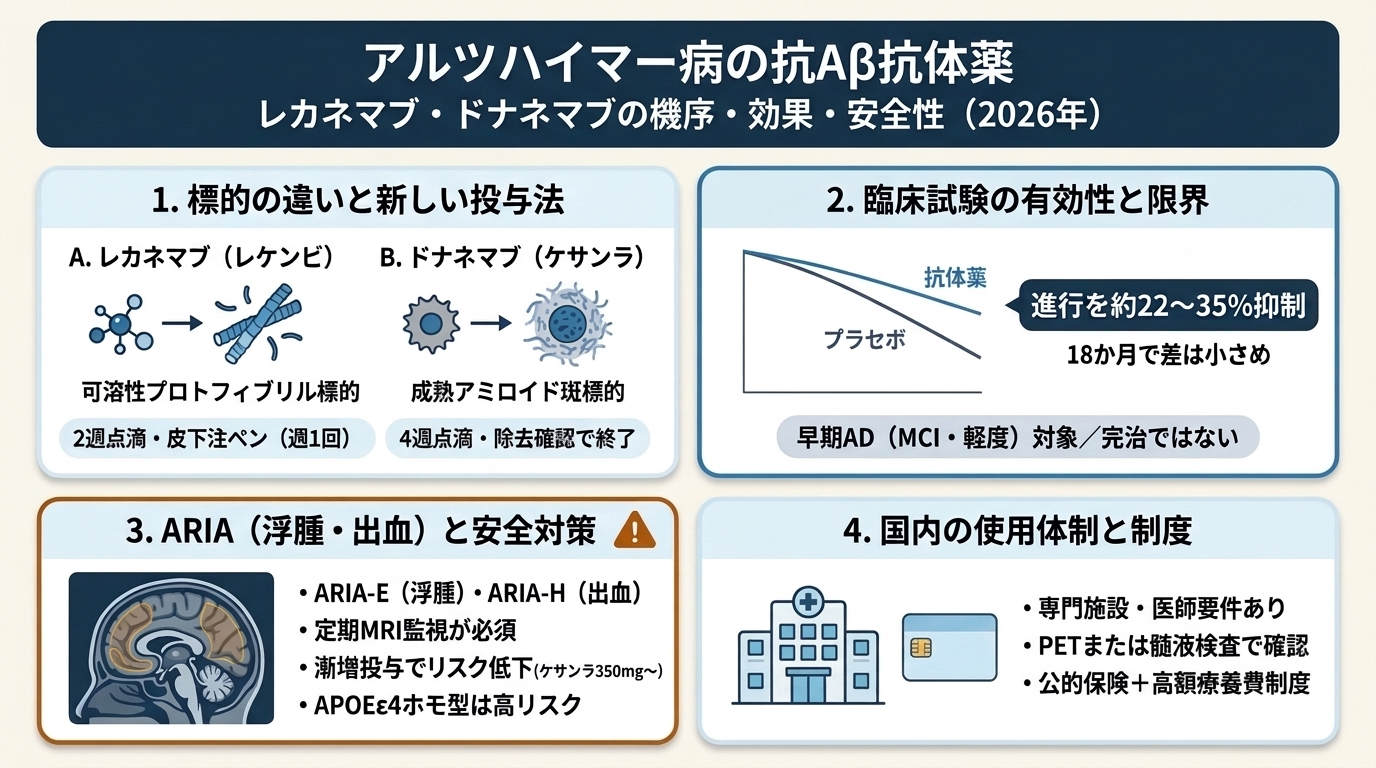 アルツハイマー病の抗Aβ抗体薬
レカネマブ・ドナネマブの機序・効果・安全性（2026年）
1. 標的の違いと新しい投与法
A. レカネマブ（レケンビ）
可溶性プロトフィブリル標的
2週点滴・皮下注ペン（週1回）
B. ドナネマブ（ケサンラ）
成熟アミロイド斑標的
4週点滴・除去確認で終了
2. 臨床試験の有効性と限界
抗体薬
プラセボ
進行を約22〜35%抑制
18か月で差は小さめ
早期AD（MCI・軽度）対象／完治ではない
3. ARIA（浮腫・出血）と安全対策
・ARIA-E（浮腫）・ARIA-H（出血）
・定期MRI監視が必須
・漸増投与でリスク低下(ケサンラ350mg〜)
・APOEε4ホモ型は高リスク
4. 国内の使用体制と制度
・専門施設・医師要件あり
・PETまたは髄液検査で確認
・公的保険＋高額療養費制度